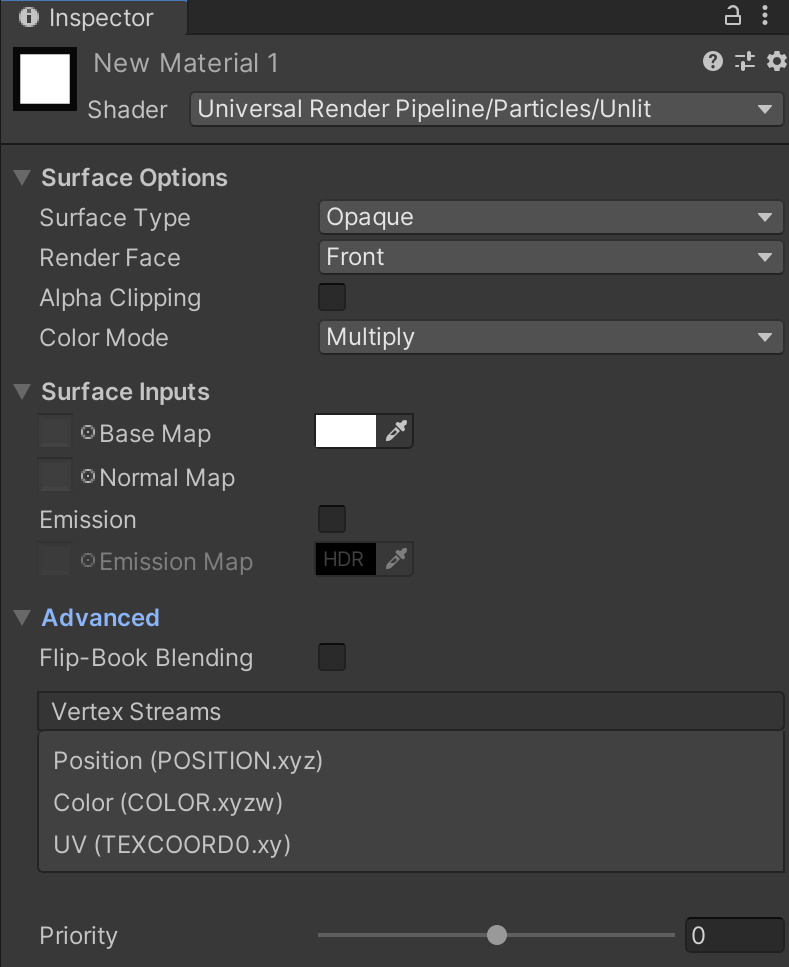 Inspector
New Material 1
Shader Universal Render Pipeline/Particles/Unlit
Surface Options
Surface Type Opaque
Render Face Front
Alpha Clipping
Color Mode Multiply
Surface Inputs
Base Map
Normal Map
Emission
Emission Map HDR
Advanced
Flip-Book Blending
Vertex Streams
Position (POSITION.xyz)
Color (COLOR.xyzw)
UV (TEXCOORD0.xy)
Priority 0